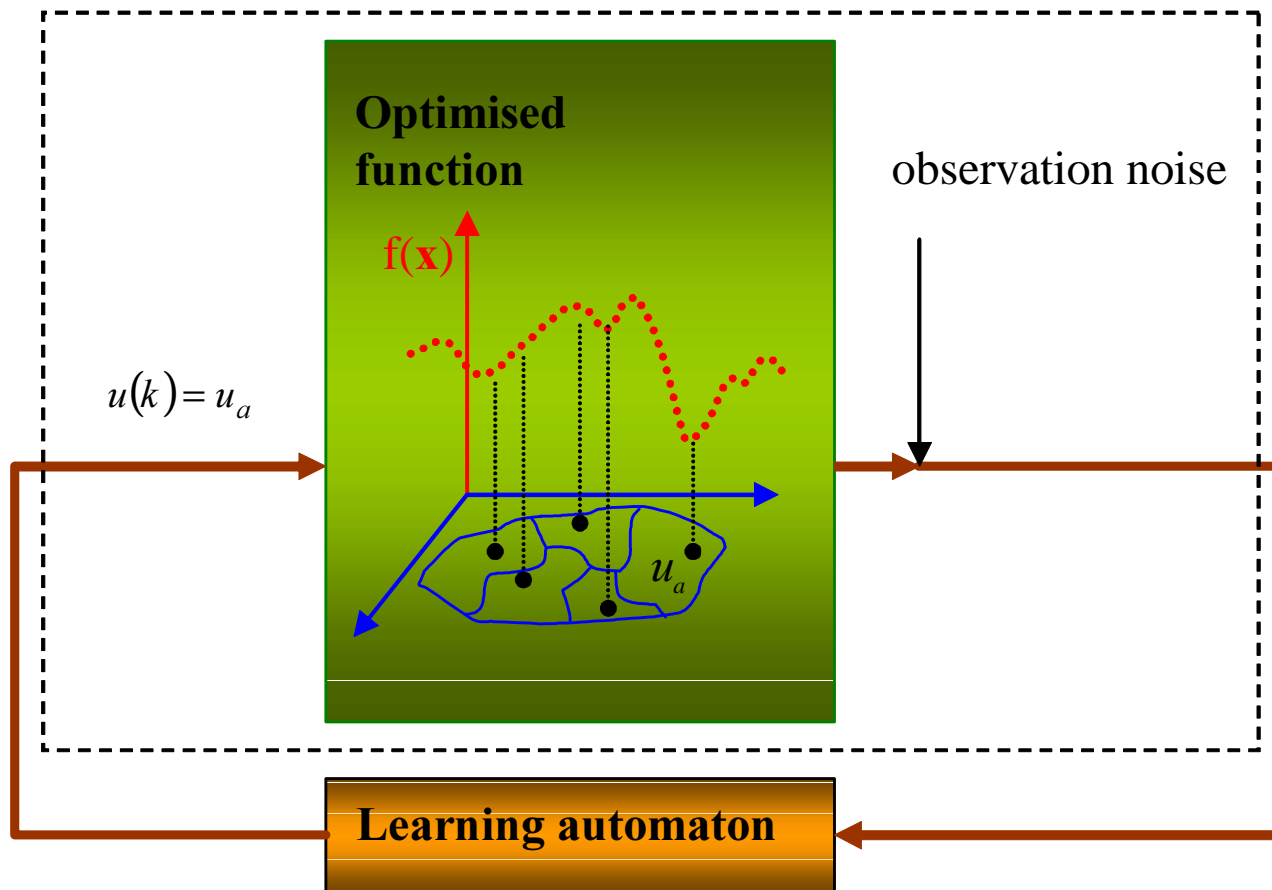 Optimised
function
observation noise
f(x)
u(k) = u_a
u_a
Learning automaton